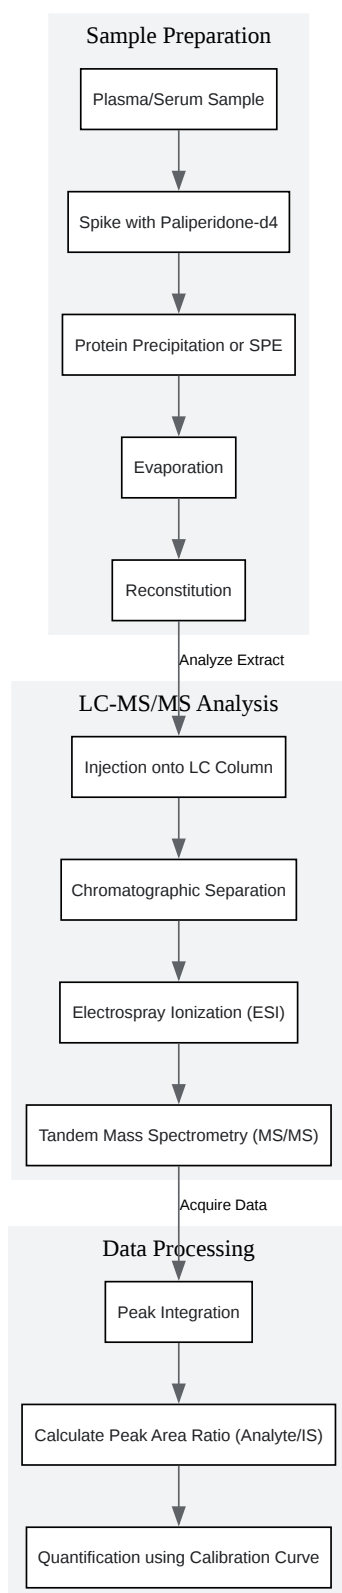 Sample Preparation
Plasma/Serum Sample
Spike with Paliperidone-d4
Protein Precipitation or SPE
Evaporation
Reconstitution
Analyze Extract
LC-MS/MS Analysis
Injection onto LC Column
Chromatographic Separation
Electrospray Ionization (ESI)
Tandem Mass Spectrometry (MS/MS)
Acquire Data
Data Processing
Peak Integration
Calculate Peak Area Ratio (Analyte/IS)
Quantification using Calibration Curve